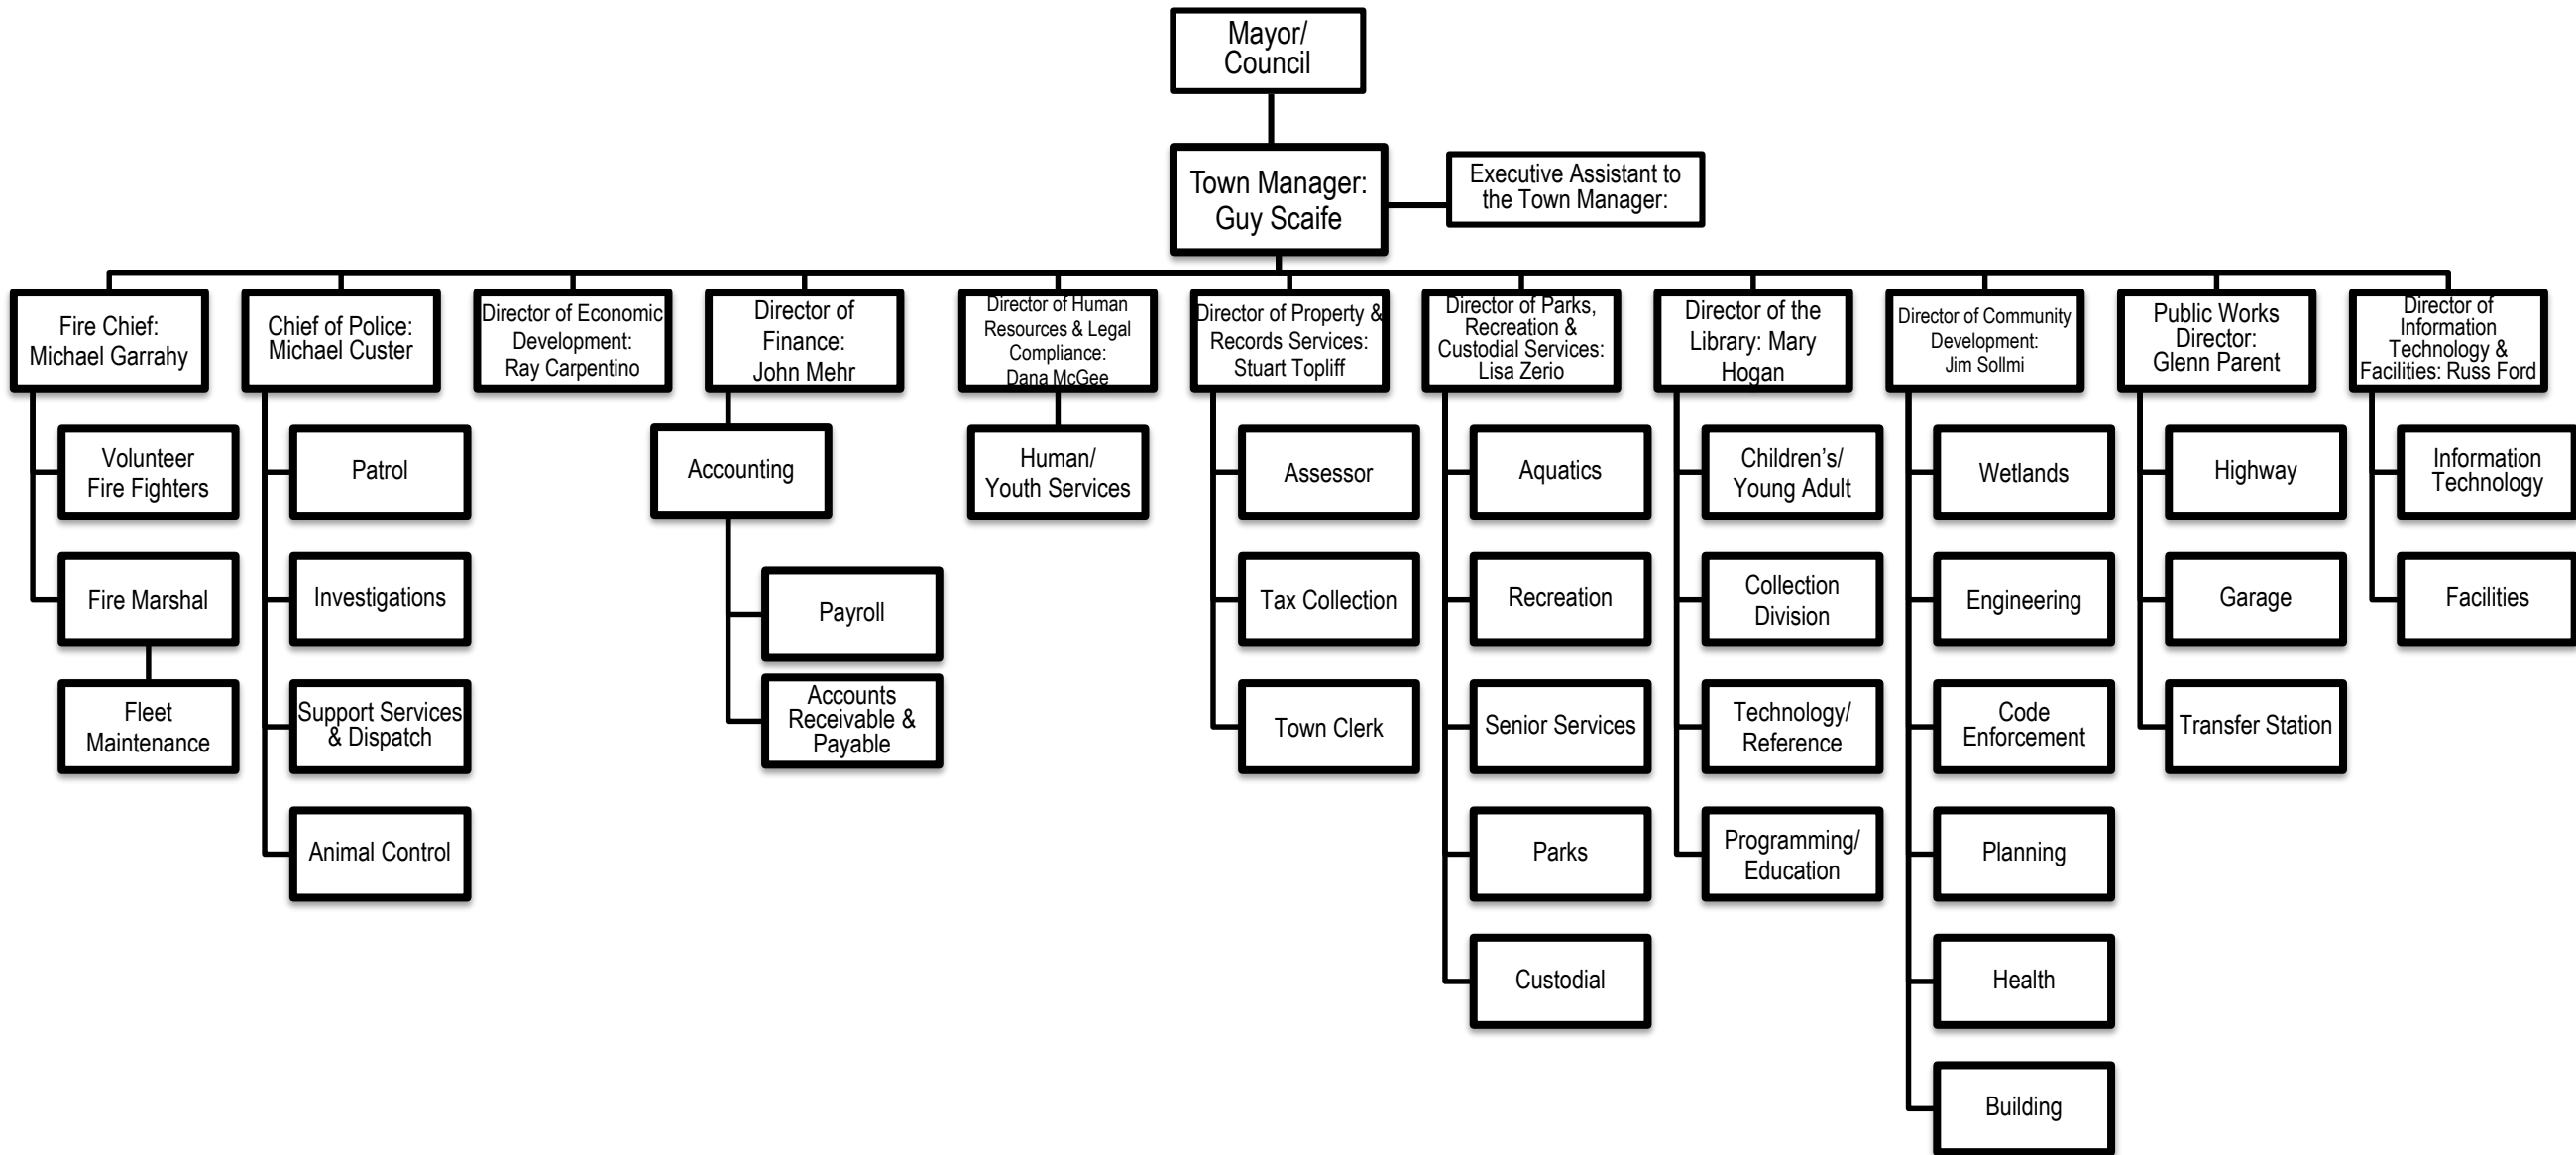 Mayor/
Council
Town Manager:
Guy Scaife
Executive Assistant to
the Town Manager:
Fire Chief:
Michael Garrahy
Chief of Police:
Michael Custer
Director of Economic
Development:
Ray Carpentino
Director of
Finance:
John Mehr
Director of Human
Resources & Legal
Compliance:
Dana McGee
Director of Property &
Records Services:
Stuart Topliff
Director of Parks,
Recreation &
Custodial Services:
Lisa Zerio
Director of the
Library: Mary
Hogan
Director of Community
Development:
Jim Sollmi
Public Works
Director:
Glenn Parent
Director of
Information
Technology &
Facilities: Russ Ford
Volunteer
Fire Fighters
Fire Marshal
Fleet
Maintenance
Patrol
Investigations
Support Services
& Dispatch
Animal Control
Accounting
Payroll
Accounts
Receivable &
Payable
Human/
Youth Services
Assessor
Tax Collection
Town Clerk
Aquatics
Recreation
Senior Services
Parks
Custodial
Children’s/
Young Adult
Collection
Division
Technology/
Reference
Programming/
Education
Wetlands
Engineering
Code
Enforcement
Planning
Health
Building
Highway
Garage
Transfer Station
Information
Technology
Facilities